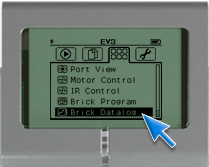 EV3
Port View
Motor Control
IR Control
Brick Program
Brick Datalog